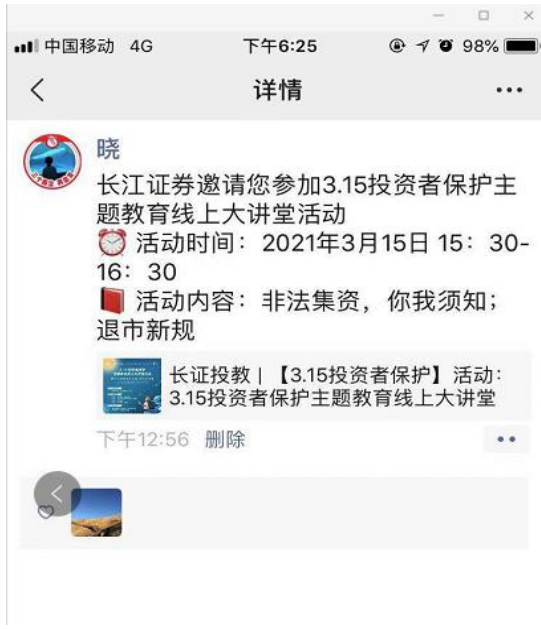 中国移动 4G 下午6:25 98%
详情
晓
长江证券邀请您参加3.15投资者保护主
题教育线上大讲堂活动
⏰ 活动时间：2021年3月15日 15：30-
16：30
📕 活动内容：非法集资，你我须知；
退市新规
长证投教 | 【3.15投资者保护】活动：
3.15投资者保护主题教育线上大讲堂
下午12:56 删除